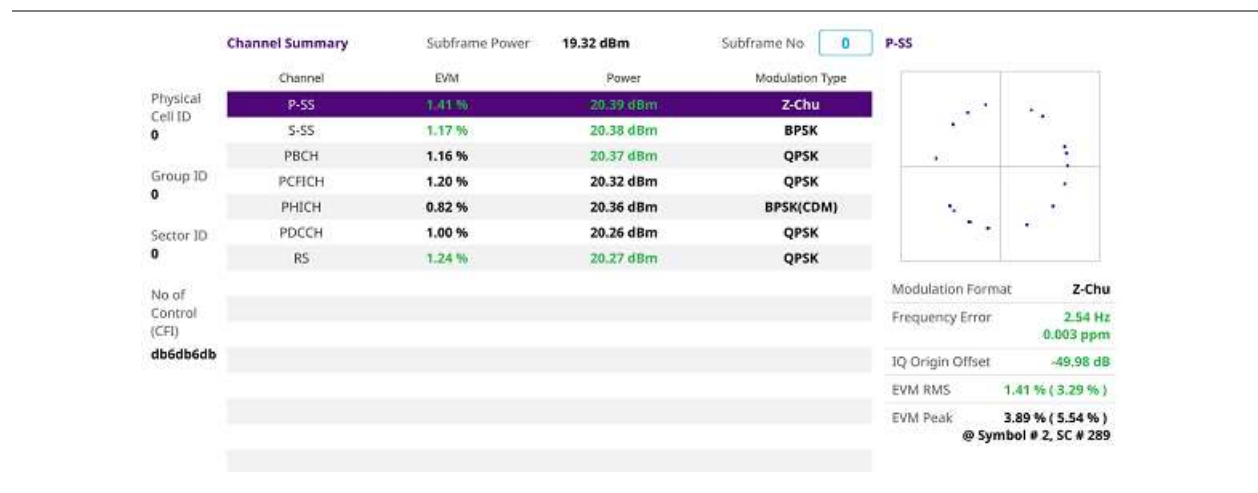 Channel Summary Subframe Power 19.32 dBm Subframe No 0 P-SS
Channel EVM Power Modulation Type
Physical
Cell ID
0
P-SS 1.41 % 20.39 dBm Z-Chu
S-SS 1.17 % 20.38 dBm BPSK
PBCH 1.16 % 20.37 dBm QPSK
Group ID
0
PCFICH 1.20 % 20.32 dBm QPSK
PHICH 0.82 % 20.36 dBm BPSK(CDM)
Sector ID
0
PDCCH 1.00 % 20.26 dBm QPSK
RS 1.24 % 20.27 dBm QPSK
No of
Control
(CFI)
db6db6db
Modulation Format Z-Chu
Frequency Error 2.54 Hz
0.003 ppm
IQ Origin Offset -49.98 dB
EVM RMS 1.41 % ( 3.29 % )
EVM Peak 3.89 % ( 5.54 % )
@ Symbol # 2, SC # 289